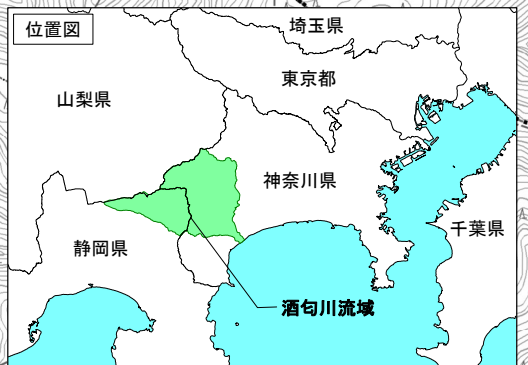 位置図
埼玉県
東京都
山梨県
神奈川県
千葉県
静岡県
酒匂川流域